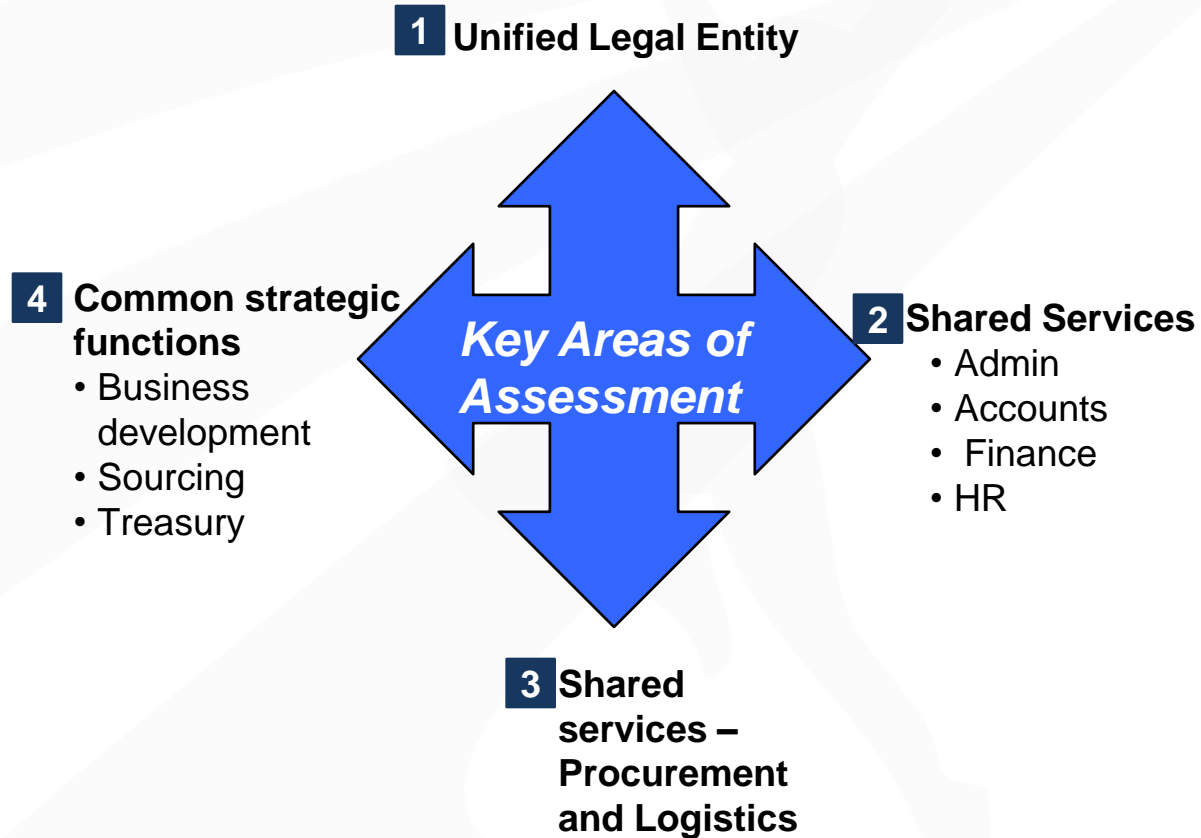 1 Unified Legal Entity
4 Common strategic
functions
• Business
development
• Sourcing
• Treasury
Key Areas of
Assessment
2 Shared Services
• Admin
• Accounts
• Finance
• HR
3 Shared
services –
Procurement
and Logistics